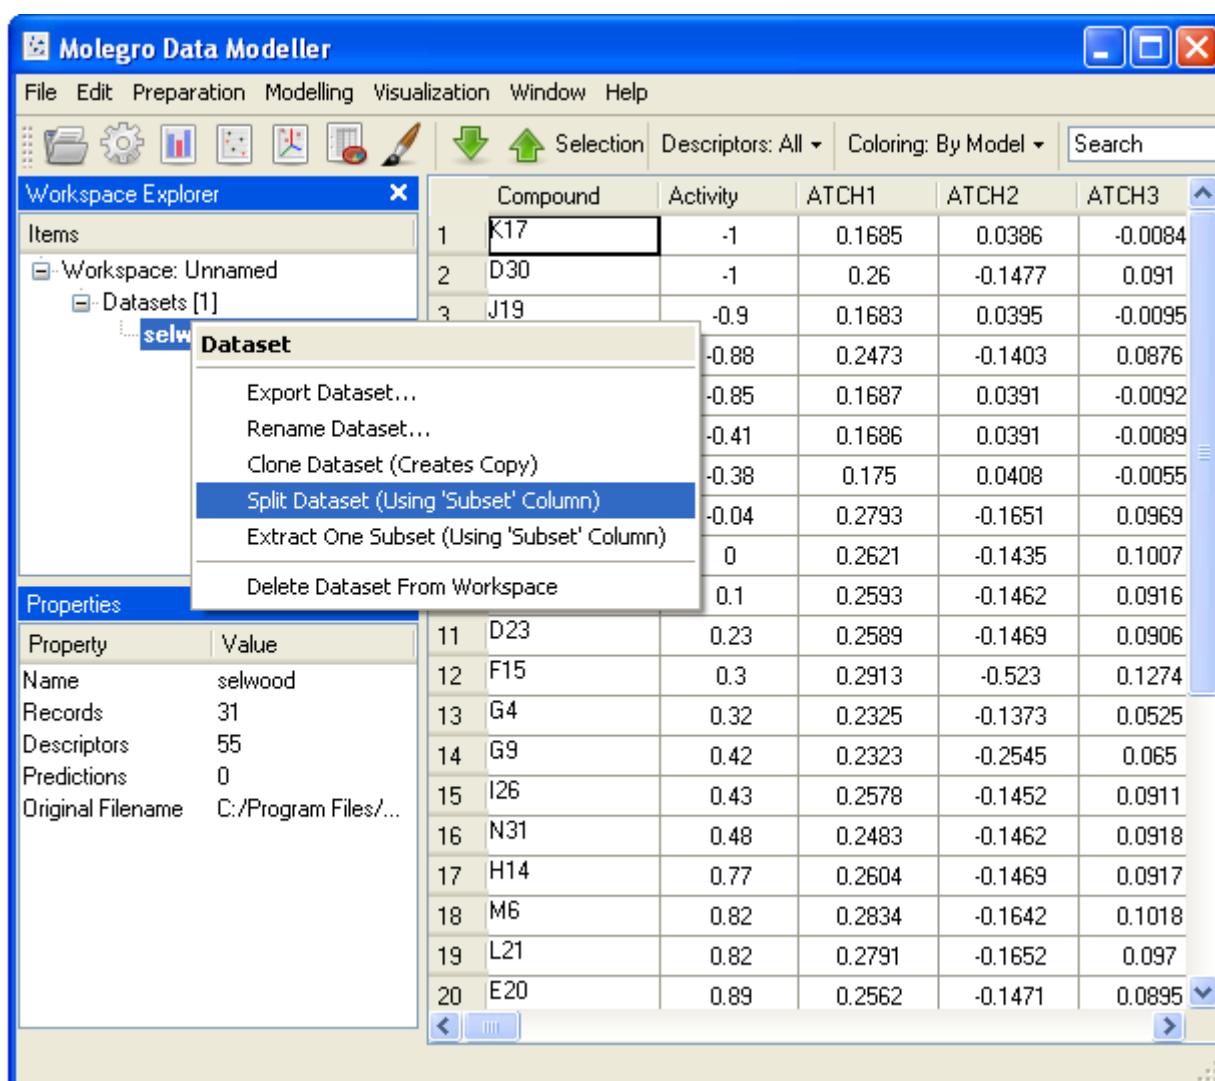 Molegro Data Modeller
File Edit Preparation Modelling Visualization Window Help
Selection Descriptors: All Coloring: By Model Search
Workspace Explorer
Items
Workspace: Unnamed
Datasets [1]
selw
Dataset
Export Dataset...
Rename Dataset...
Clone Dataset (Creates Copy)
Split Dataset (Using 'Subset' Column)
Extract One Subset (Using 'Subset' Column)
Delete Dataset From Workspace
Properties
Property Value
Name selwood
Records 31
Descriptors 55
Predictions 0
Original Filename C:/Program Files/...
Compound Activity ATCH1 ATCH2 ATCH3
1 K17 -1 0.1685 0.0386 -0.0084
2 D30 -1 0.26 -0.1477 0.091
3 J19 -0.9 0.1683 0.0395 -0.0095
-0.88 0.2473 -0.1403 0.0876
-0.85 0.1687 0.0391 -0.0092
-0.41 0.1686 0.0391 -0.0089
-0.38 0.175 0.0408 -0.0055
-0.04 0.2793 -0.1651 0.0969
0 0.2621 -0.1435 0.1007
0.1 0.2593 -0.1462 0.0916
11 D23 0.23 0.2589 -0.1469 0.0906
12 F15 0.3 0.2913 -0.523 0.1274
13 G4 0.32 0.2325 -0.1373 0.0525
14 G9 0.42 0.2323 -0.2545 0.065
15 I26 0.43 0.2578 -0.1452 0.0911
16 N31 0.48 0.2483 -0.1462 0.0918
17 H14 0.77 0.2604 -0.1469 0.0917
18 M6 0.82 0.2834 -0.1642 0.1018
19 L21 0.82 0.2791 -0.1652 0.097
20 E20 0.89 0.2562 -0.1471 0.0895